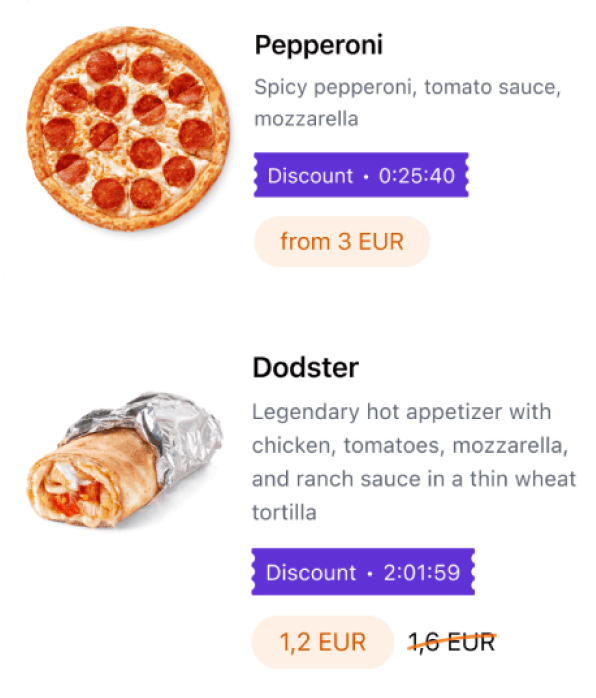 Pepperoni
Spicy pepperoni, tomato sauce,
mozzarella
Discount • 0:25:40
from 3 EUR
Dodster
Legendary hot appetizer with
chicken, tomatoes, mozzarella,
and ranch sauce in a thin wheat
tortilla
Discount • 2:01:59
1,2 EUR 1,6 EUR